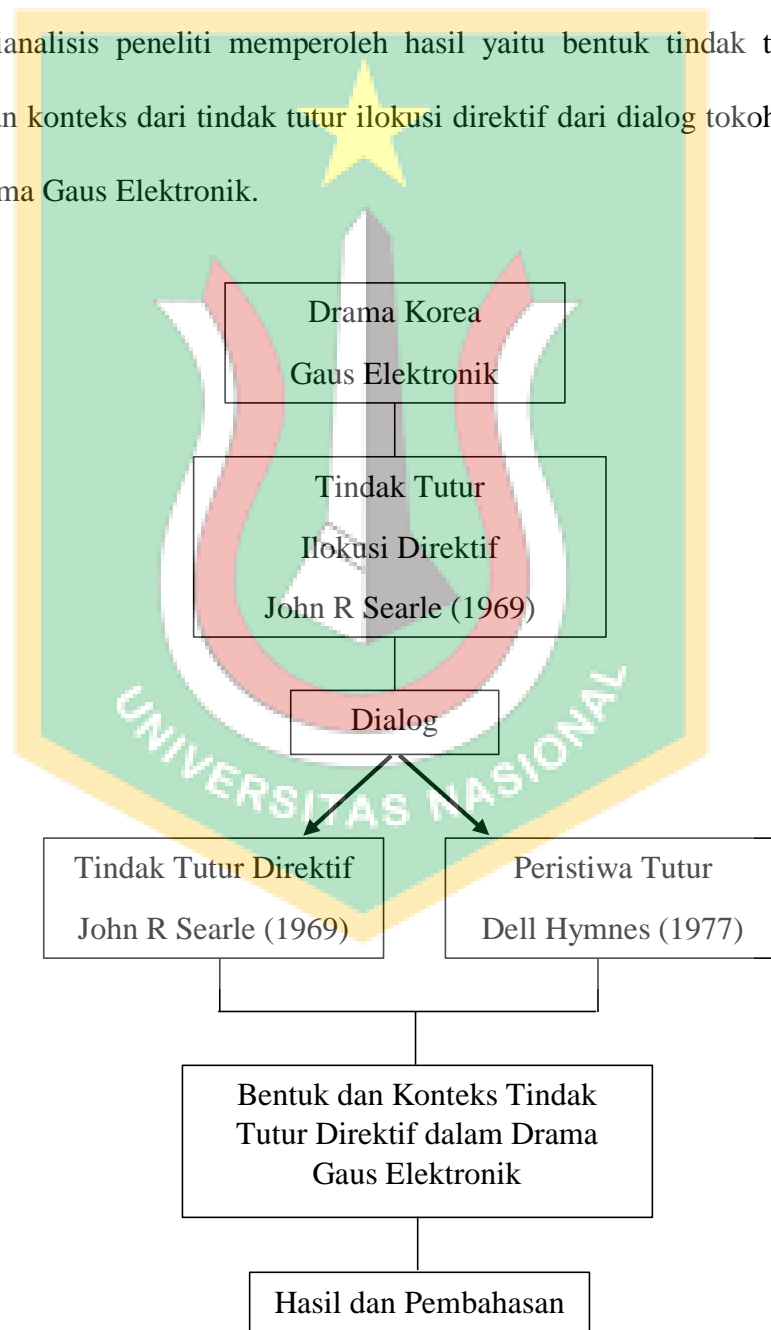 ianalisis peneliti memperoleh hasil yaitu bentuk tindak t
n konteks dari tindak tutur ilokusi direktif dari dialog tokoh
ma Gaus Elektronik.
Drama Korea
Gaus Elektronik
Tindak Tutur
Ilokusi Direktif
John R Searle (1969)
Dialog
UNIVERSITAS NASIONAL
Tindak Tutur Direktif
John R Searle (1969)
Peristiwa Tutur
Dell Hymnes (1977)
Bentuk dan Konteks Tindak
Tutur Direktif dalam Drama
Gaus Elektronik
Hasil dan Pembahasan